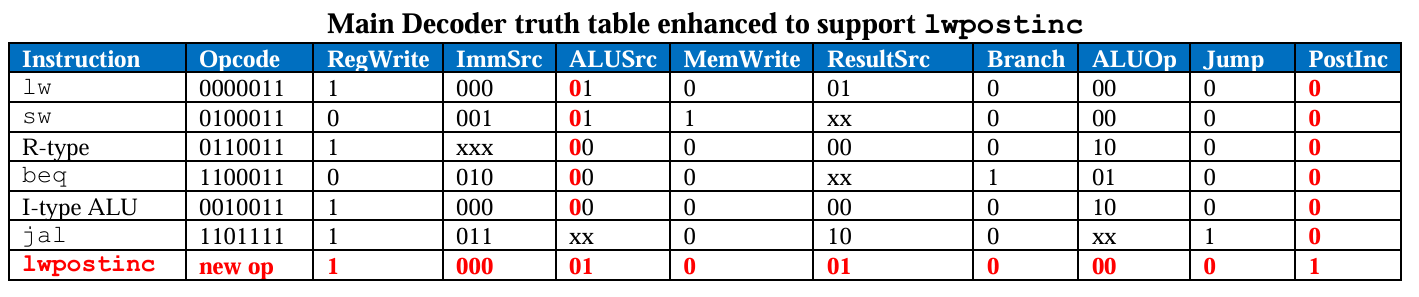 Main Decoder truth table enhanced to support lwpostinc
Instruction Opcode RegWrite ImmSrc ALUSrc MemWrite ResultSrc Branch ALUOp Jump PostInc
lw 0000011 1 000 01 0 01 0 00 0 0
sw 0100011 0 001 01 1 xx 0 00 0 0
R-type 0110011 1 xxx 00 0 00 0 10 0 0
beq 1100011 0 010 00 0 xx 1 01 0 0
I-type ALU 0010011 1 000 00 0 00 0 10 0 0
jal 1101111 1 011 xx 0 10 0 xx 1 0
lwpostinc new op 1 000 01 0 01 0 00 0 1